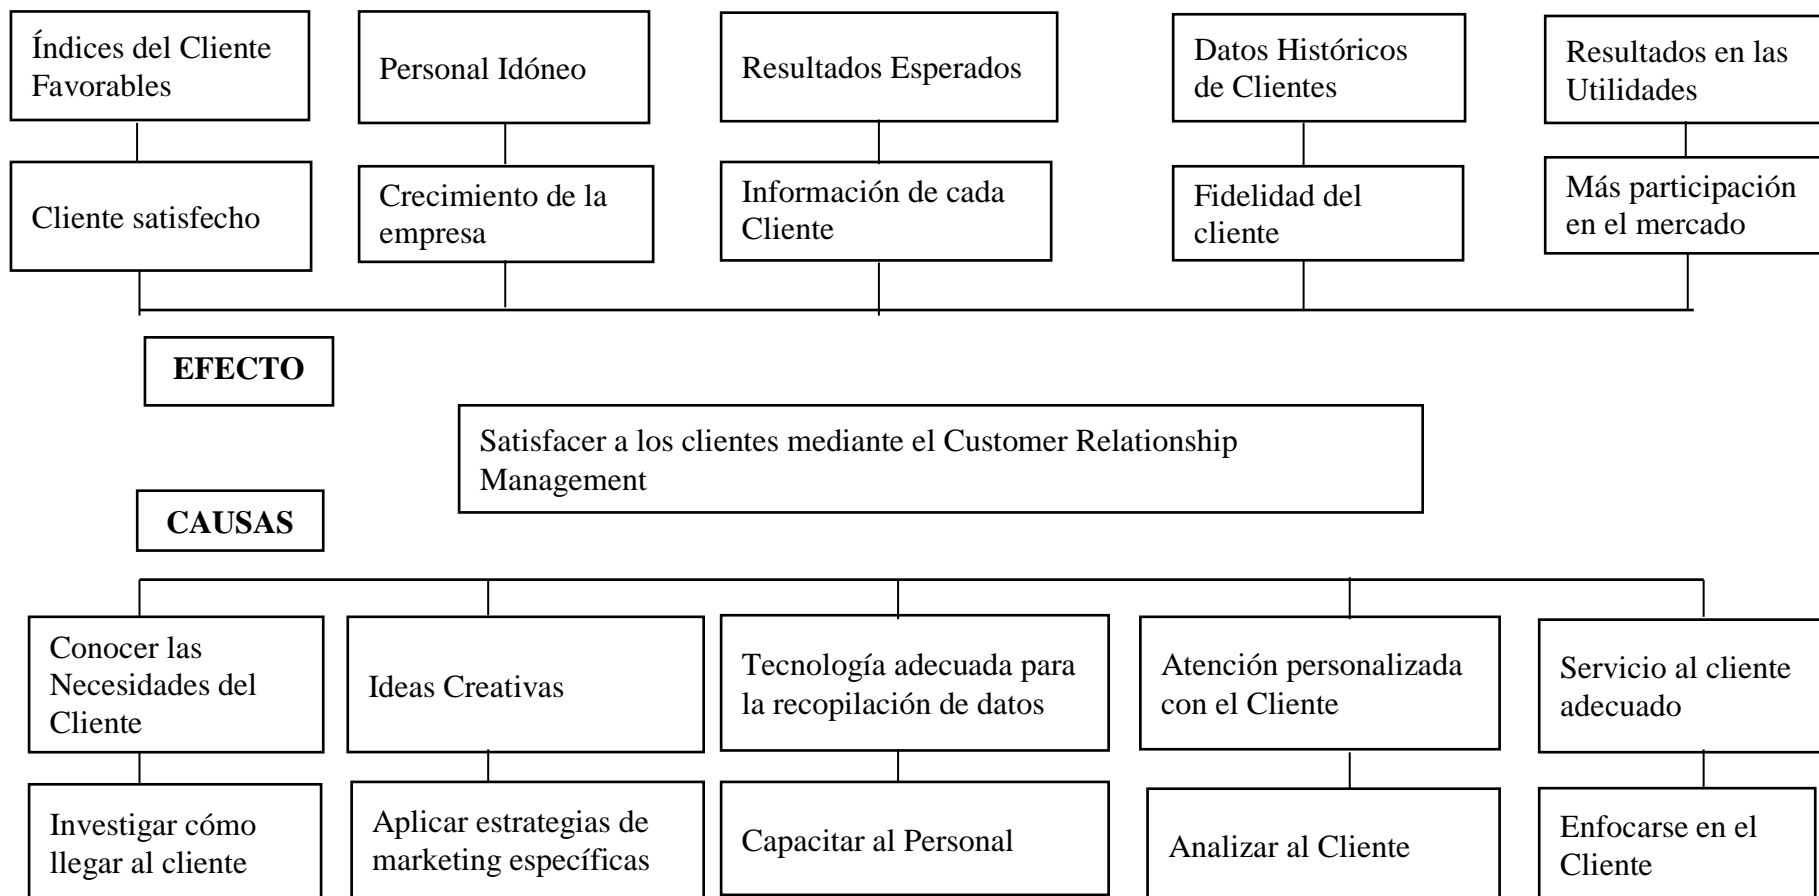 Índices del Cliente
Favorables
Personal Idóneo
Resultados Esperados
Datos Históricos
de Clientes
Resultados en las
Utilidades
Cliente satisfecho
Crecimiento de la
empresa
Información de cada
Cliente
Fidelidad del
cliente
Más participación
en el mercado
EFECTO
Satisfacer a los clientes mediante el Customer Relationship
Management
CAUSAS
Conocer las
Necesidades del
Cliente
Ideas Creativas
Tecnología adecuada para
la recopilación de datos
Atención personalizada
con el Cliente
Servicio al cliente
adecuado
Investigar cómo
llegar al cliente
Aplicar estrategias de
marketing específicas
Capacitar al Personal
Analizar al Cliente
Enfocarse en el
Cliente